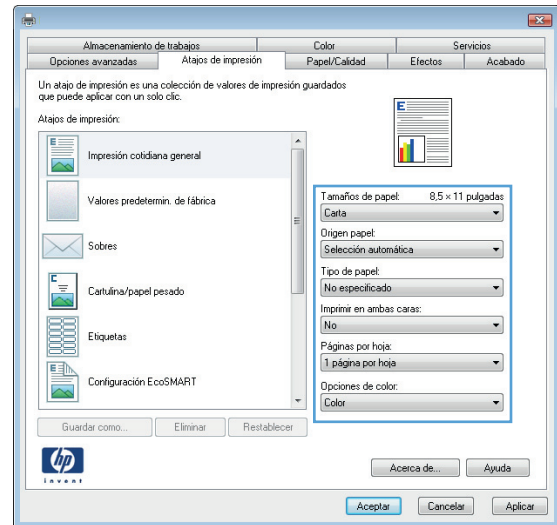 Almacenamiento de trabajos Color Servicios
Opciones avanzadas Atajos de impresión Papel/Calidad Efectos Acabado
Un atajo de impresión es una colección de valores de impresión guardados
que puede aplicar con un solo clic.
Atajos de impresión:
E
E
Impresión cotidiana general
Valores predetermin. de fábrica
Sobres
C
Cartulina/papel pesado
Etiquetas
E
Configuración EcoSMART
Tamaños de papel: 8,5 × 11 pulgadas
Carta
Origen papel:
Selección automática
Tipo de papel:
No especificado
Imprimir en ambas caras:
No
Páginas por hoja:
1 página por hoja
Opciones de color:
Color
Guardar como... Eliminar Restablecer
hp
invent
Acerca de... Ayuda
Aceptar Cancelar Aplicar